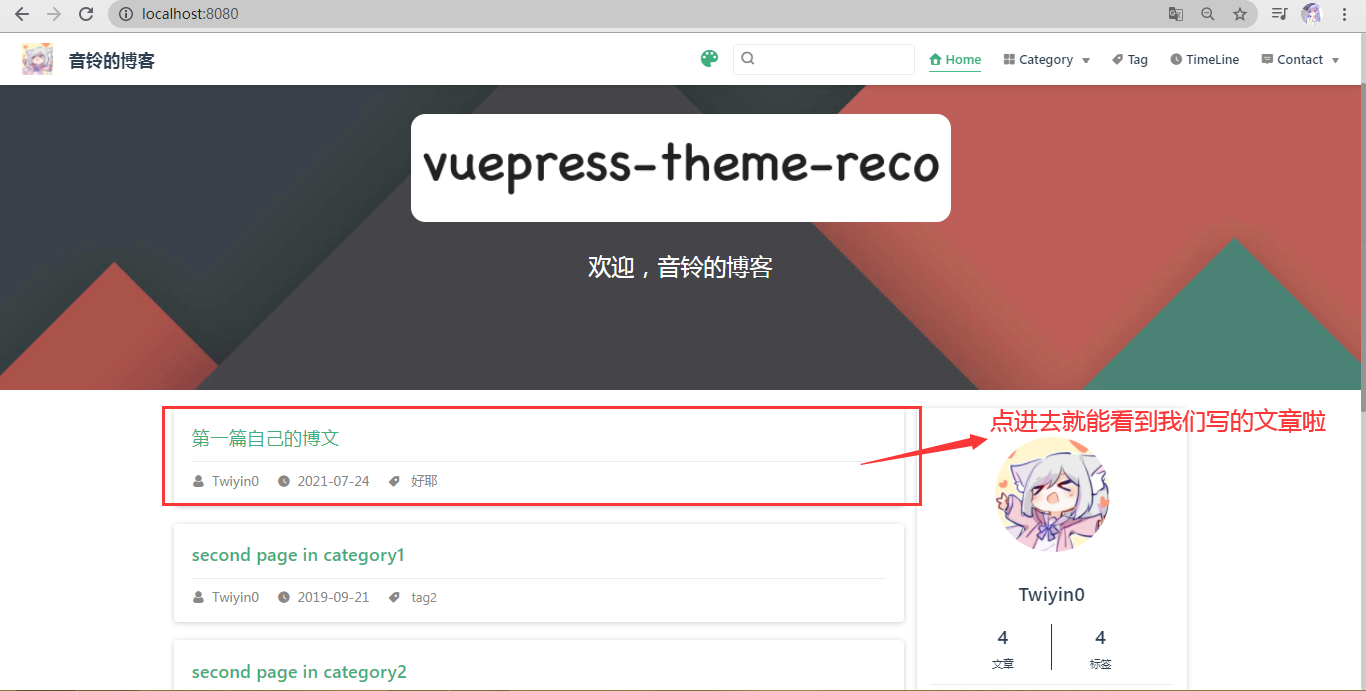 localhost:8080
音铃的博客
Home
Category
Tag
TimeLine
Contact
vuepress-theme-reco
欢迎，音铃的博客
点进去就能看到我们写的文章啦
第一篇自己的博文
Twiyin0 2021-07-24 好耶
second page in category1
Twiyin0 2019-09-21 tag2
second page in category2
Twiyin0
4 4
文章 标签